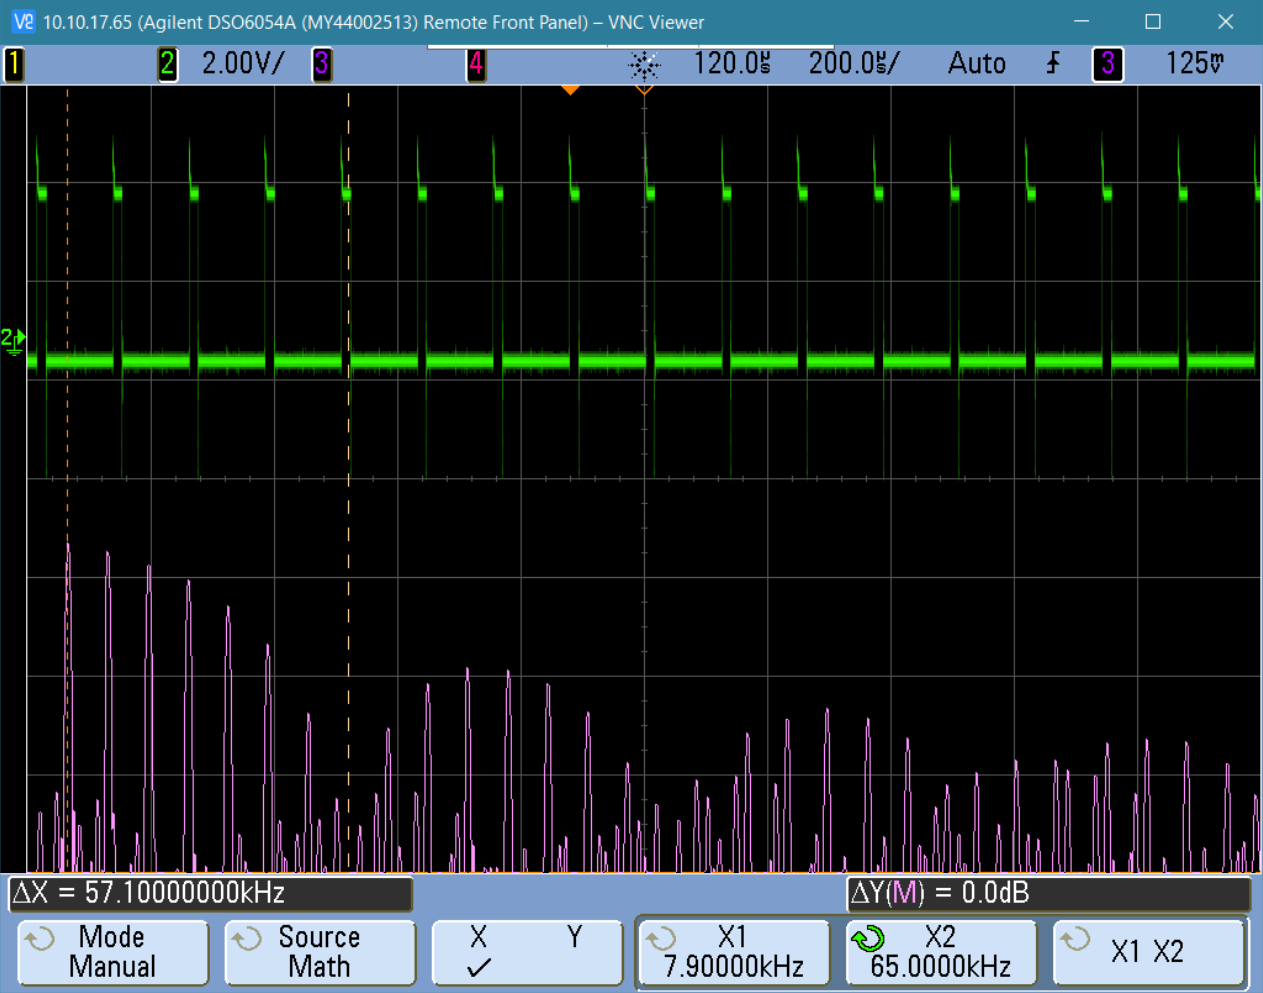 VS 10.10.17.65 (Agilent DSO6054A (MY44002513) Remote Front Panel) – VNC Viewer
1 2 2.00V/ 3 4 120.0µs 200.0µs/ Auto 3 125mV
2
ΔX = 57.10000000kHz ΔY(M) = 0.0dB
Mode Manual
Source Math
X Y
X1 7.90000kHz
X2 65.0000kHz
X1 X2